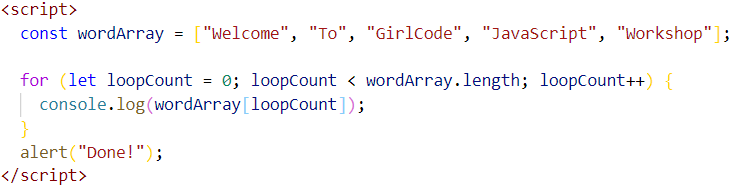 <script>
const wordArray = ["Welcome", "To", "GirlCode", "JavaScript", "Workshop"];
for (let loopCount = 0; loopCount < wordArray.length; loopCount++) {
console.log(wordArray[loopCount]);
}
alert("Done!");
</script>